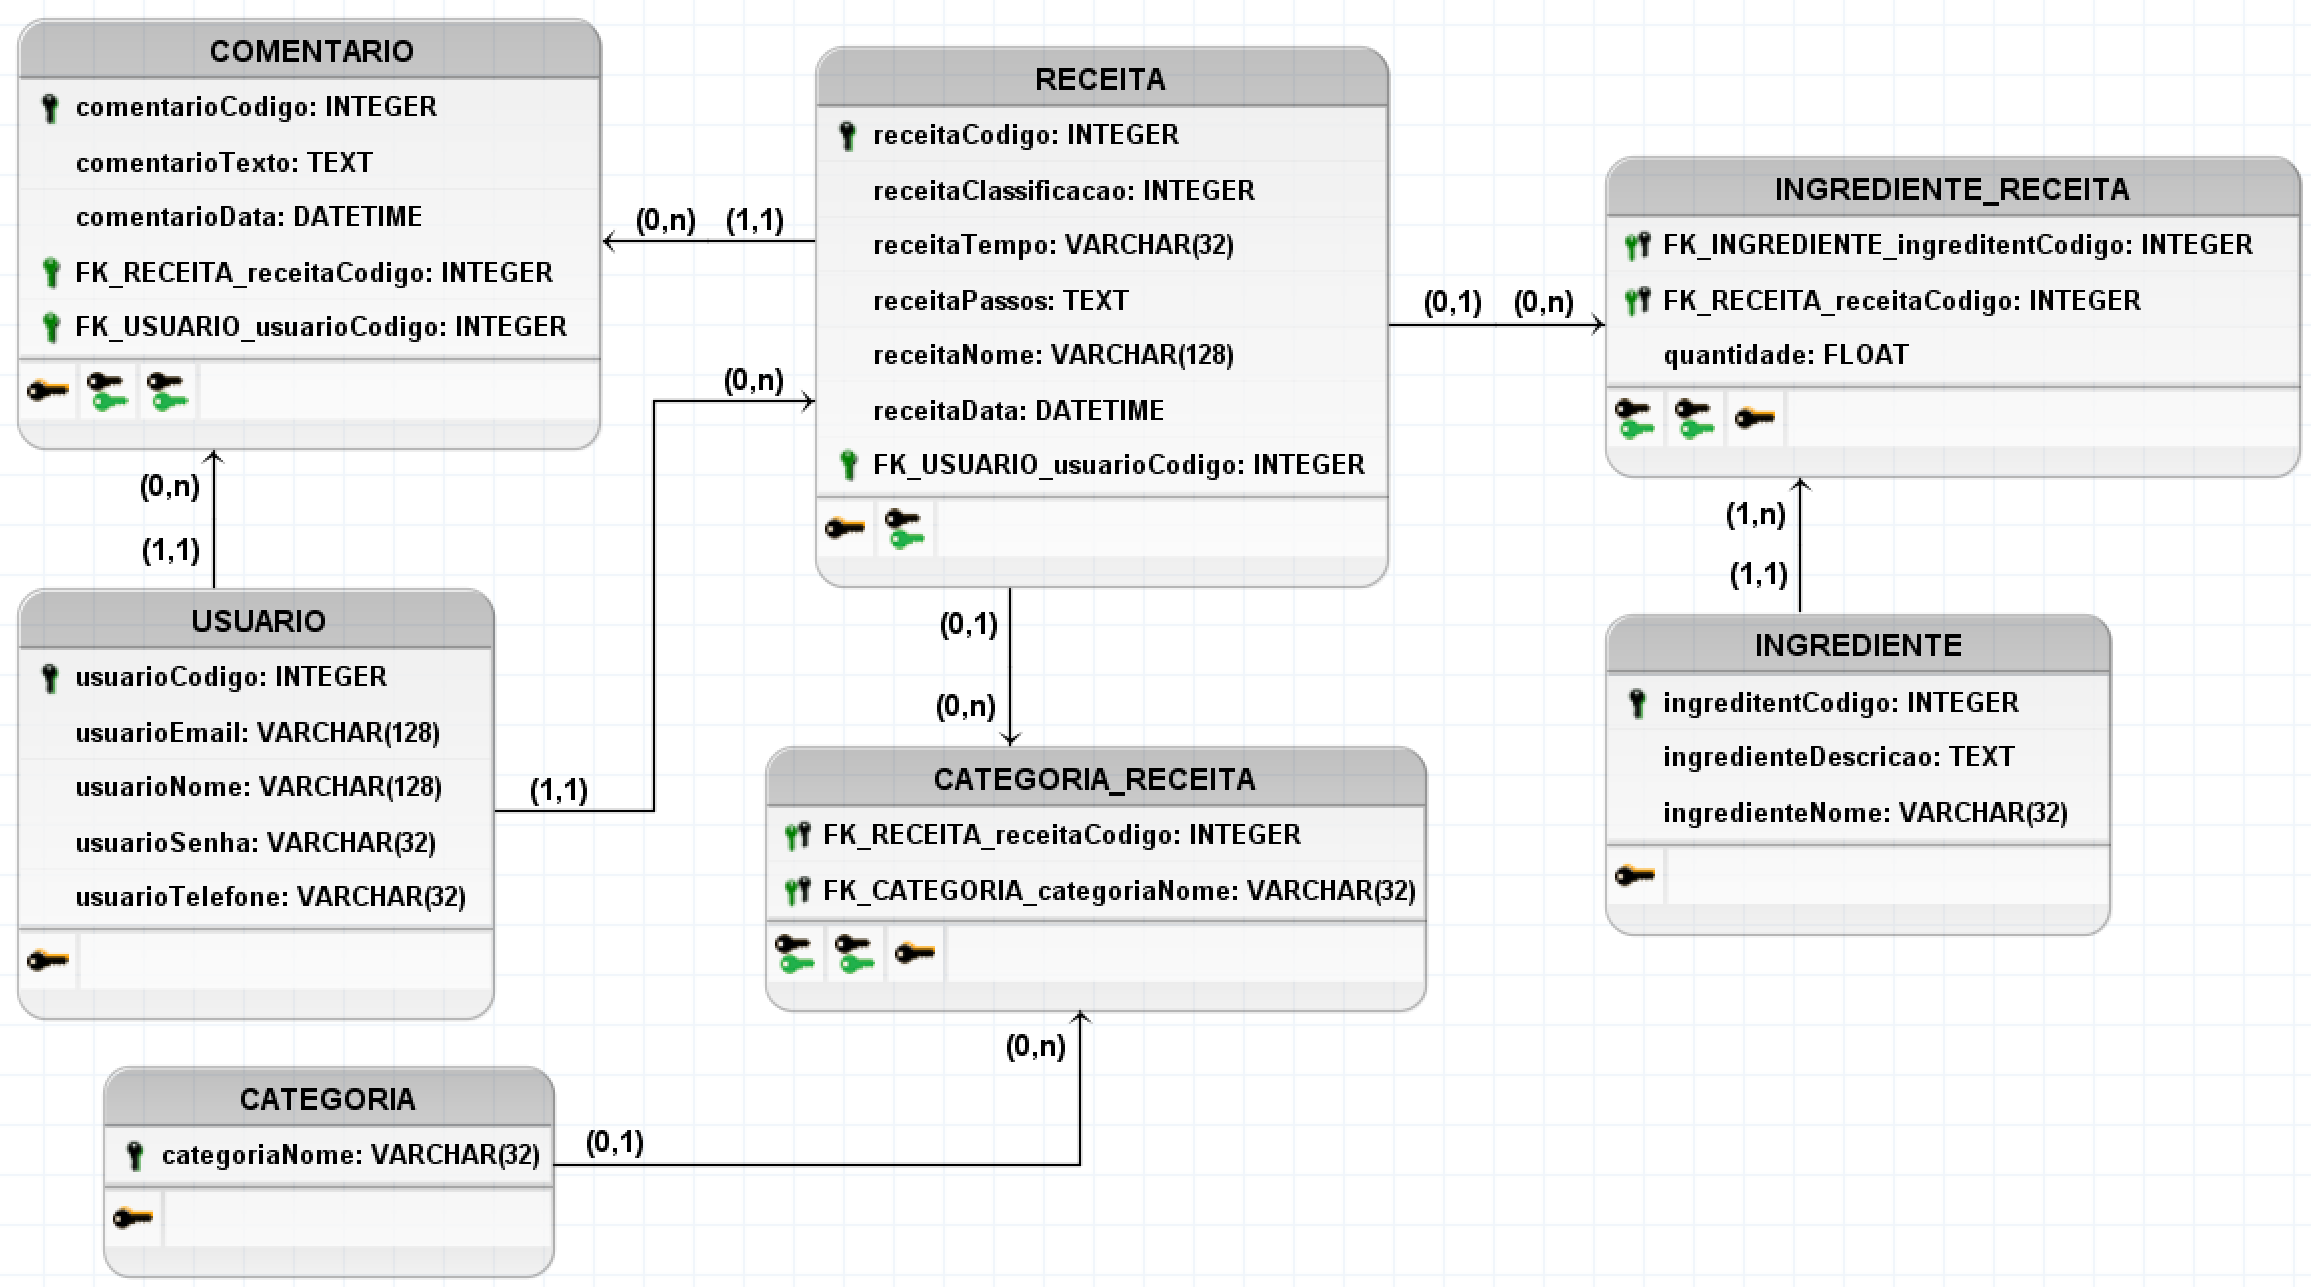 COMENTARIO
comentarioCodigo: INTEGER
comentarioTexto: TEXT
comentarioData: DATETIME
FK_RECEITA_receitaCodigo: INTEGER
FK_USUARIO_usuarioCodigo: INTEGER
(0,n) (1,1)
RECEITA
receitaCodigo: INTEGER
receitaClassificacao: INTEGER
receitaTempo: VARCHAR(32)
receitaPassos: TEXT
receitaNome: VARCHAR(128)
receitaData: DATETIME
FK_USUARIO_usuarioCodigo: INTEGER
(0,1) (0,n)
INGREDIENTE_RECEITA
FK_INGREDIENTE_ingreditentCodigo: INTEGER
FK_RECEITA_receitaCodigo: INTEGER
quantidade: FLOAT
(0,n)
(0,n)
(1,1)
(1,n)
(1,1)
USUARIO
usuarioCodigo: INTEGER
usuarioEmail: VARCHAR(128)
usuarioNome: VARCHAR(128)
usuarioSenha: VARCHAR(32)
usuarioTelefone: VARCHAR(32)
(1,1)
(0,1)
(0,n)
CATEGORIA_RECEITA
FK_RECEITA_receitaCodigo: INTEGER
FK_CATEGORIA_categoriaNome: VARCHAR(32)
INGREDIENTE
ingreditentCodigo: INTEGER
ingredienteDescricao: TEXT
ingredienteNome: VARCHAR(32)
(0,n)
CATEGORIA
categoriaNome: VARCHAR(32)
(0,1)